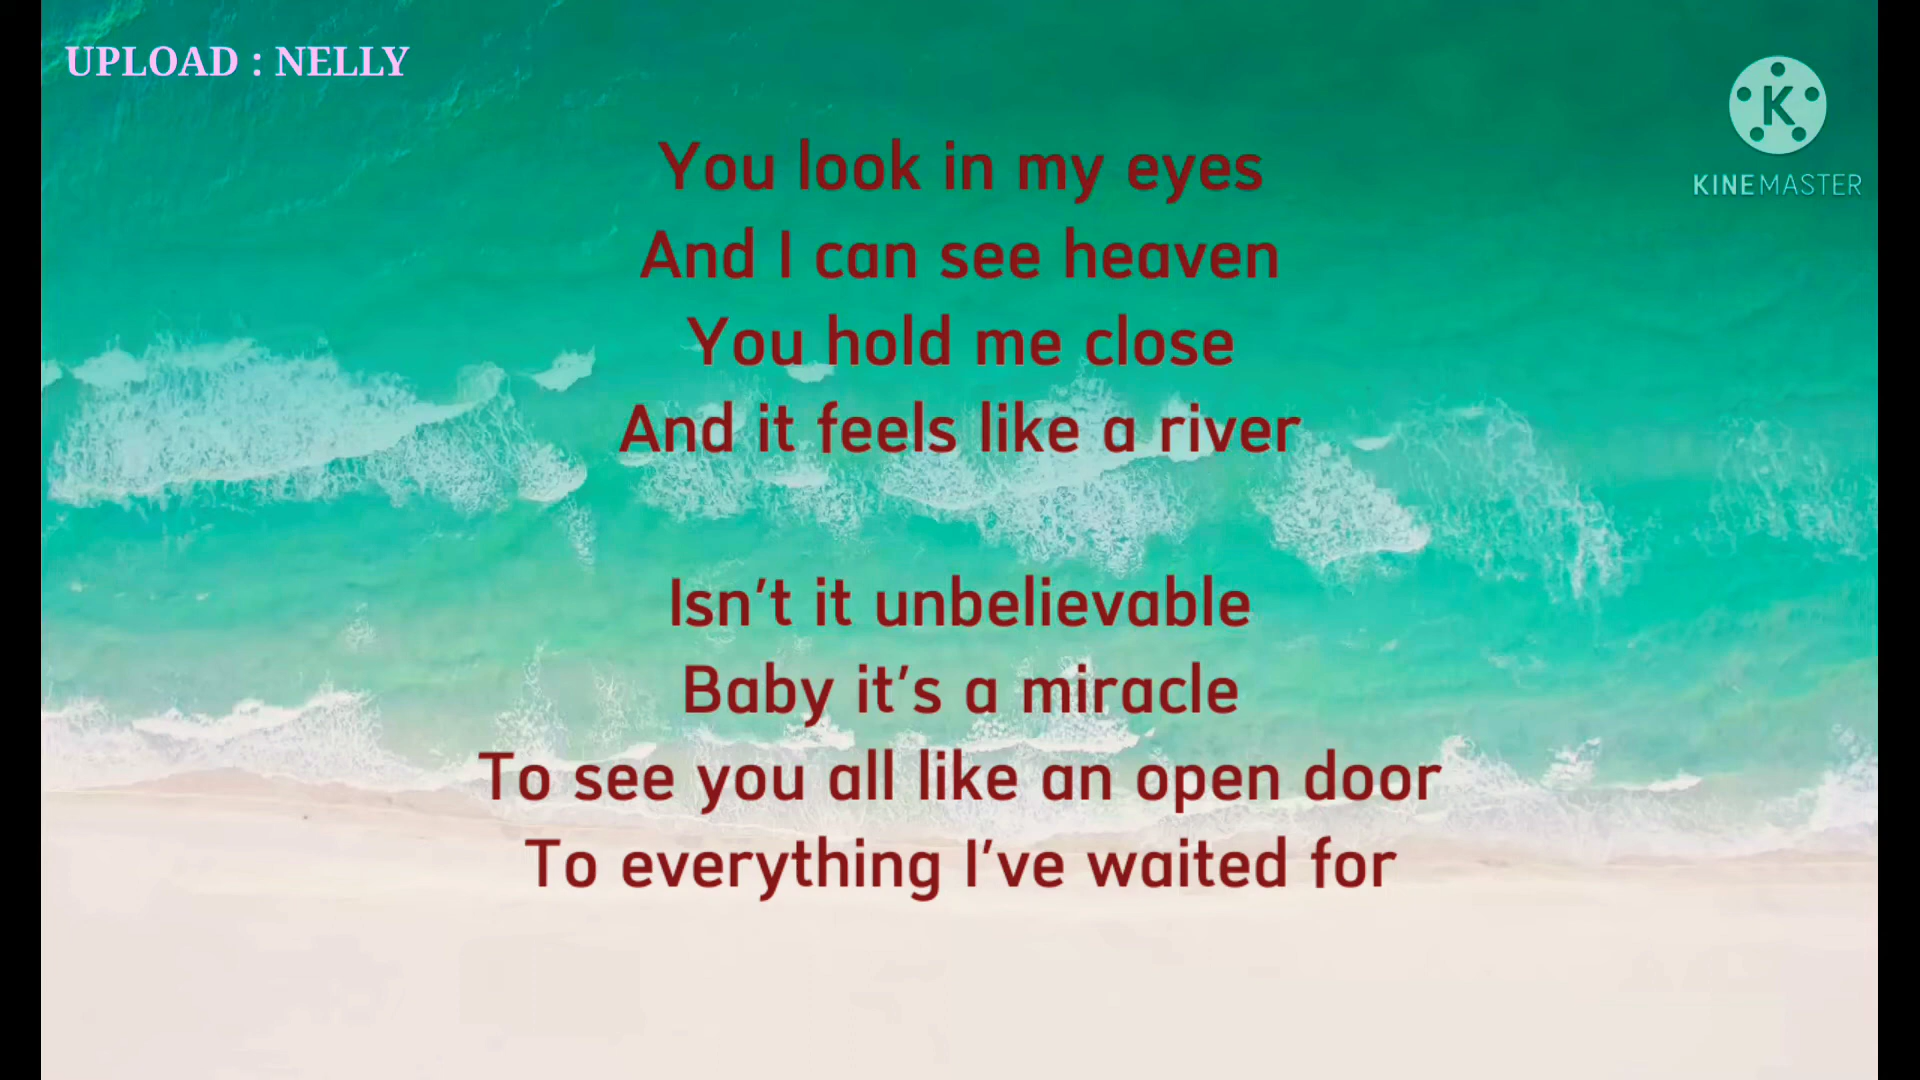 UPLOAD : NELLY
KINEMASTER
You look in my eyes
And I can see heaven
You hold me close
And it feels like a river
Isn't it unbelievable
Baby it's a miracle
To see you all like an open door
To everything I've waited for